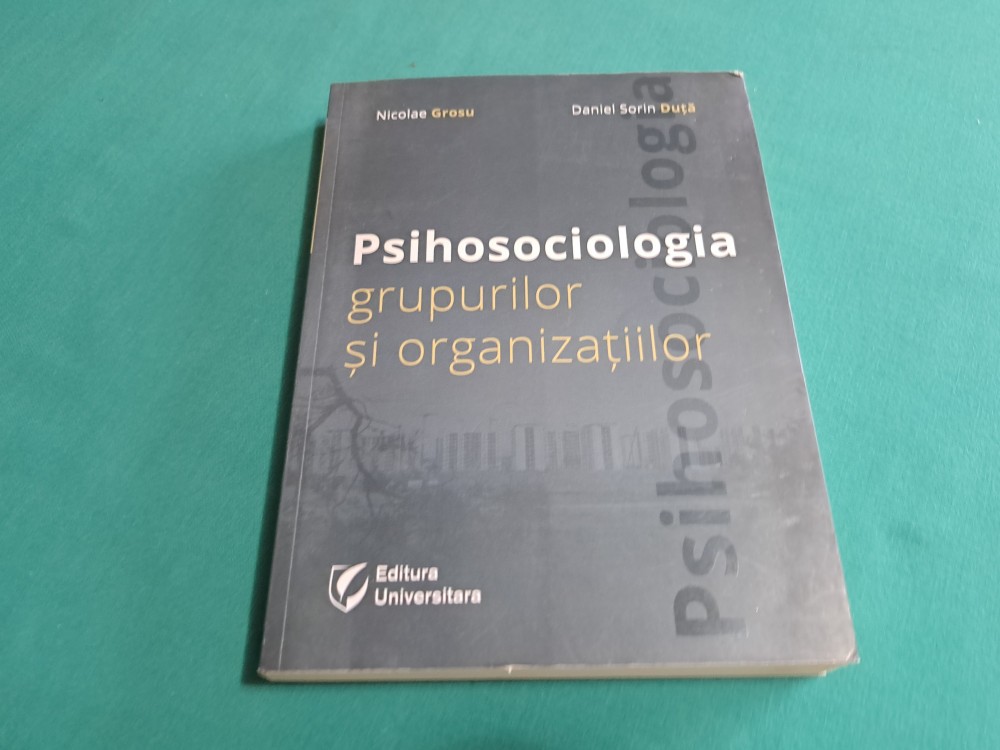 Nicolae Grosu
Daniel Sorin Duță
Psihosociologia
grupurilor
și organizațiilor
Psihosociologia
Editura
Universitara